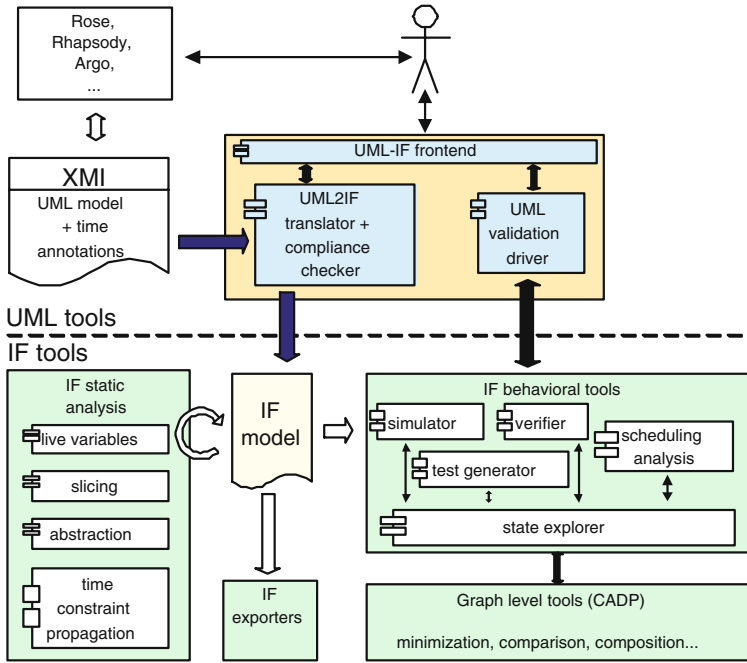 Rose,
Rhapsody,
Argo,
...
XMI
UML model
+ time
annotations
UML-IF frontend
UML2IF
translator +
compliance
checker
UML
validation
driver
UML tools
IF tools
IF static
analysis
live variables
slicing
abstraction
time
constraint
propagation
IF
model
IF
exporters
IF behavioral tools
simulator
verifier
test generator
scheduling
analysis
state explorer
Graph level tools (CADP)
minimization, comparison, composition...